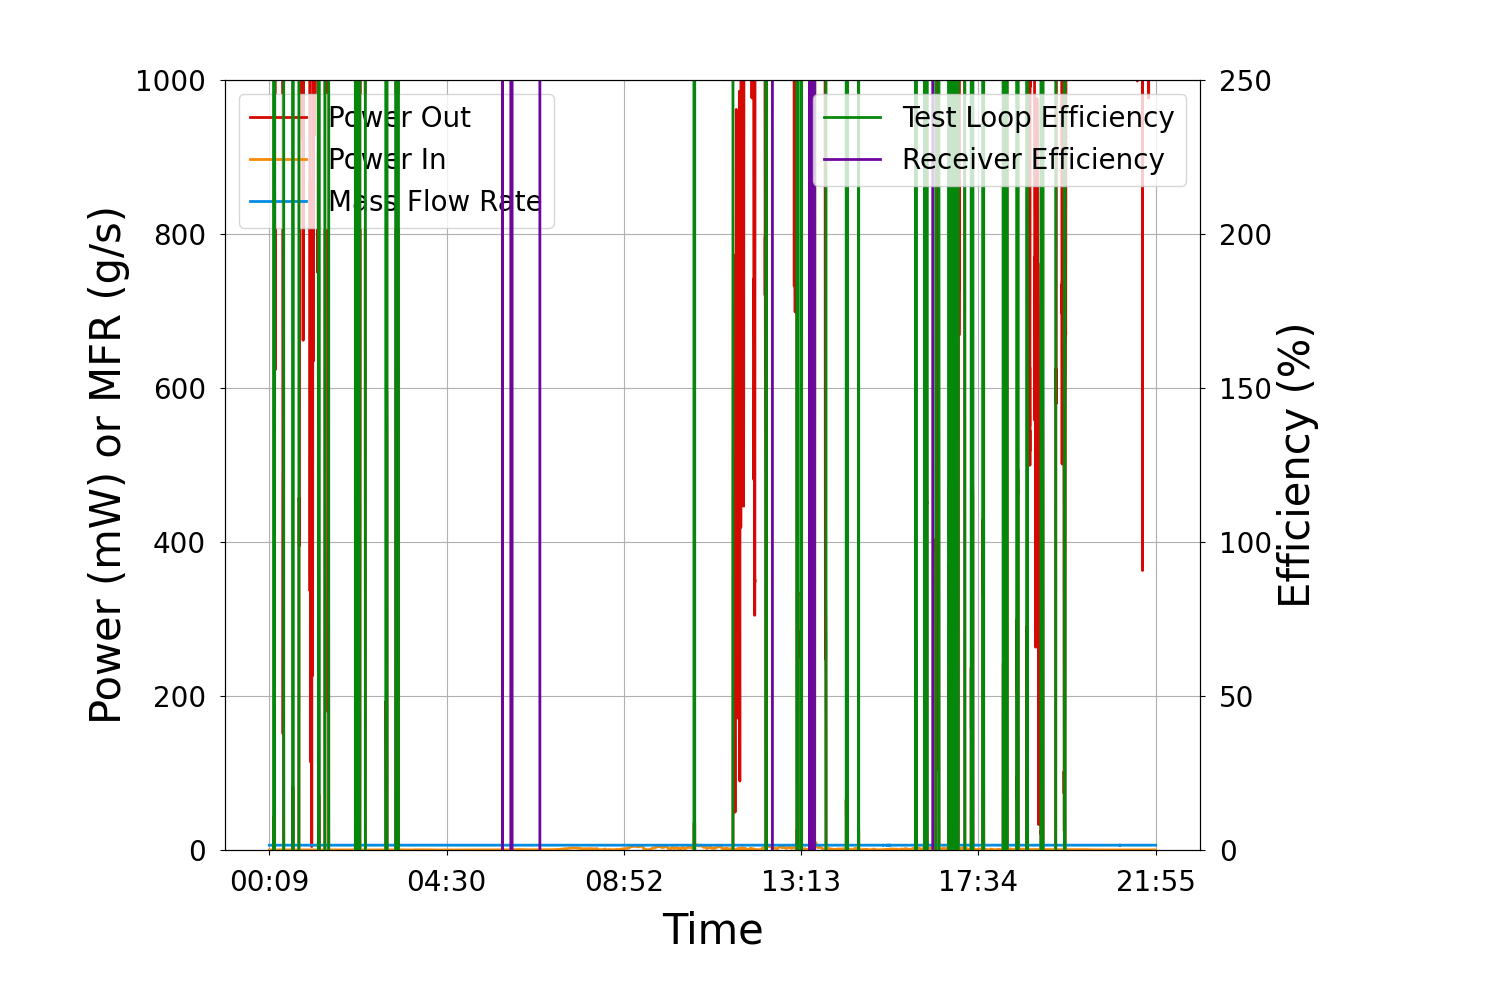 Power (mW) or MFR (g/s)
1000
800
600
400
200
0
Power Out
Power In
Mass Flow Rate
Test Loop Efficiency
Receiver Efficiency
250
200
150
100
50
0
Efficiency (%)
00:09 04:30 08:52 13:13 17:34 21:55
Time